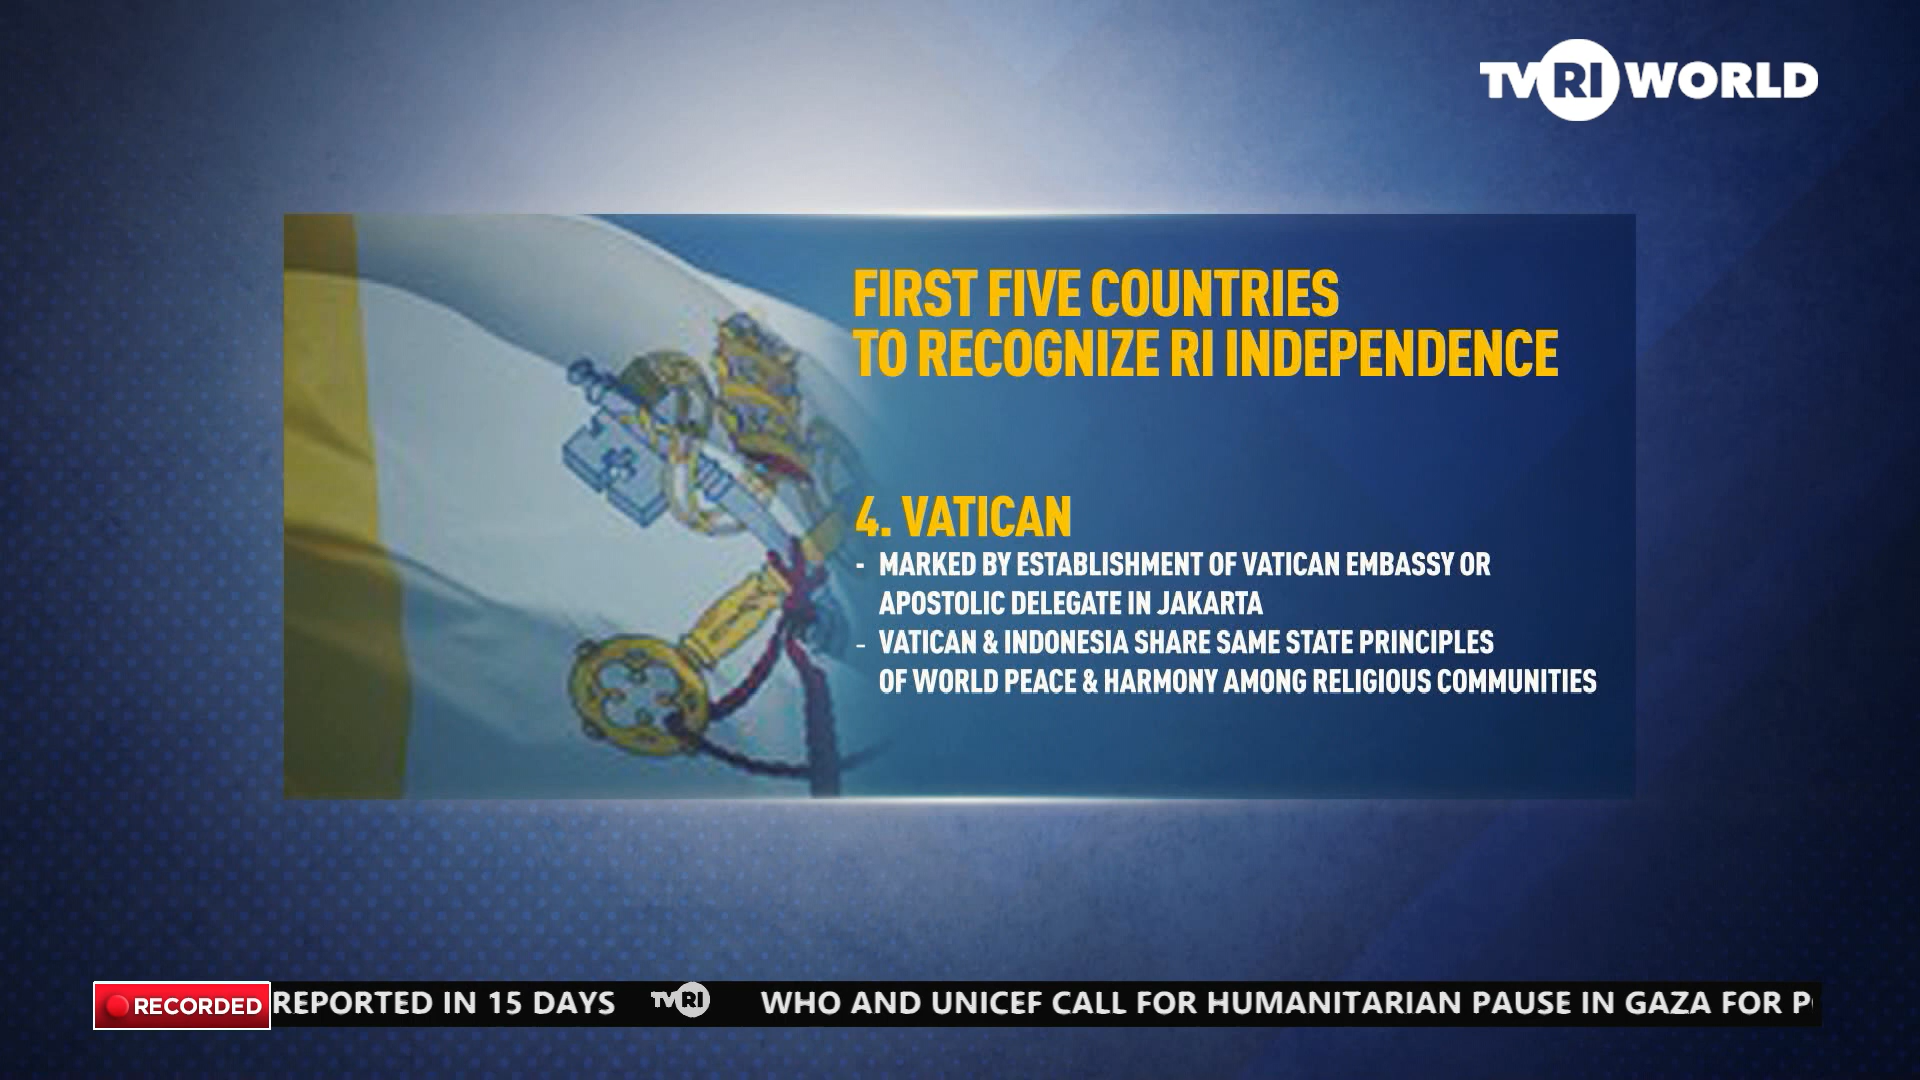 TVRI WORLD
FIRST FIVE COUNTRIES
TO RECOGNIZE RI INDEPENDENCE
4. VATICAN
- MARKED BY ESTABLISHMENT OF VATICAN EMBASSY OR
APOSTOLIC DELEGATE IN JAKARTA
- VATICAN & INDONESIA SHARE SAME STATE PRINCIPLES
OF WORLD PEACE & HARMONY AMONG RELIGIOUS COMMUNITIES
RECORDED REPORTED IN 15 DAYS TVRI WHO AND UNICEF CALL FOR HUMANITARIAN PAUSE IN GAZA FOR